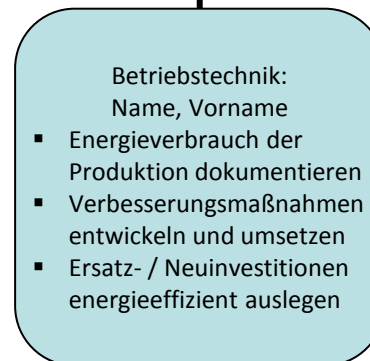 Betriebstechnik:
Name, Vorname
▪ Energieverbrauch der
Produktion dokumentieren
▪ Verbesserungsmaßnahmen
entwickeln und umsetzen
▪ Ersatz- / Neuinvestitionen
energieeffizient auslegen